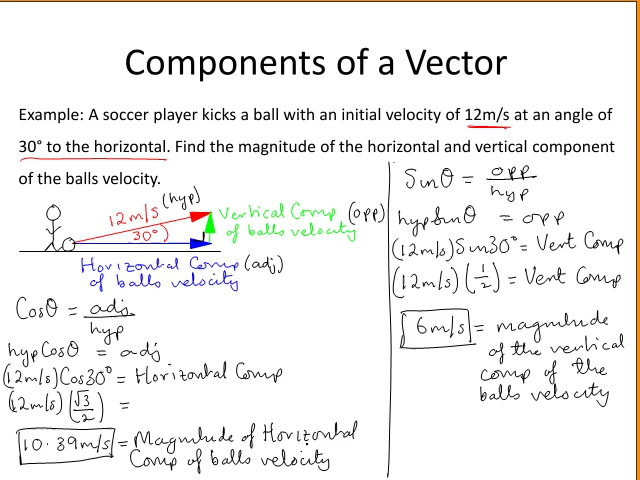 Components of a Vector
Example: A soccer player kicks a ball with an initial velocity of 12m/s at an angle of
30° to the horizontal. Find the magnitude of the horizontal and vertical component
of the balls velocity.
12m/s (hyp)
30°
Vertical Comp (opp)
of balls velocity
Horizontal Comp (adj)
of balls velocity
Cosθ = adj/hyp
hypCosθ = adj
(12m/s)Cos30° = Horizontal Comp
(12m/s)(√3/2) =
10.39m/s = Magnitude of Horizontal
Comp of balls velocity
Sinθ = opp/hyp
hypSinθ = opp
(12m/s)Sin30° = Vert Comp
(12m/s)(1/2) = Vert Comp
6m/s = magnitude
of the vertical
comp of the
balls velocity